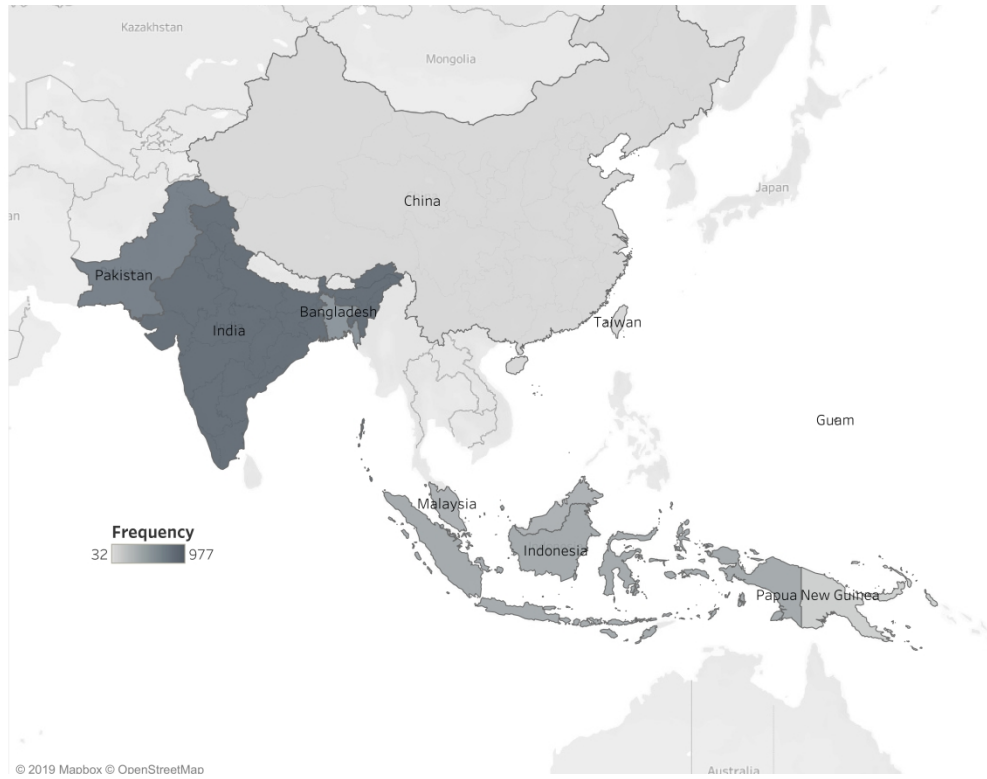 Kazakhstan
Mongolia
China
Japan
an
Pakistan
Bangladesh
India
Taiwan
Guam
Malaysia
Frequency
32 977
Indonesia
Papua New Guinea
Australia
© 2019 Mapbox © OpenStreetMap